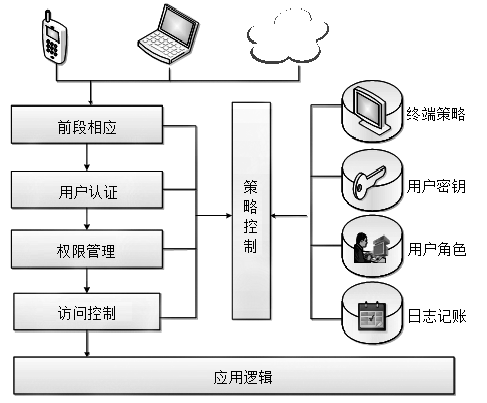 前段相应
用户认证
权限管理
访问控制
策略控制
终端策略
用户密钥
用户角色
日志记账
应用逻辑